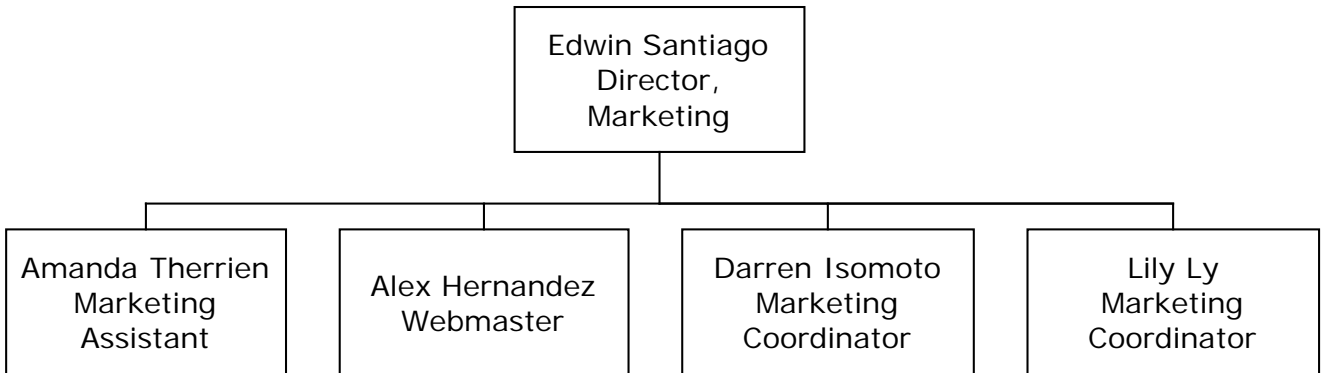 Edwin Santiago
Director,
Marketing
Amanda Therrien
Marketing
Assistant
Alex Hernandez
Webmaster
Darren Isomoto
Marketing
Coordinator
Lily Ly
Marketing
Coordinator